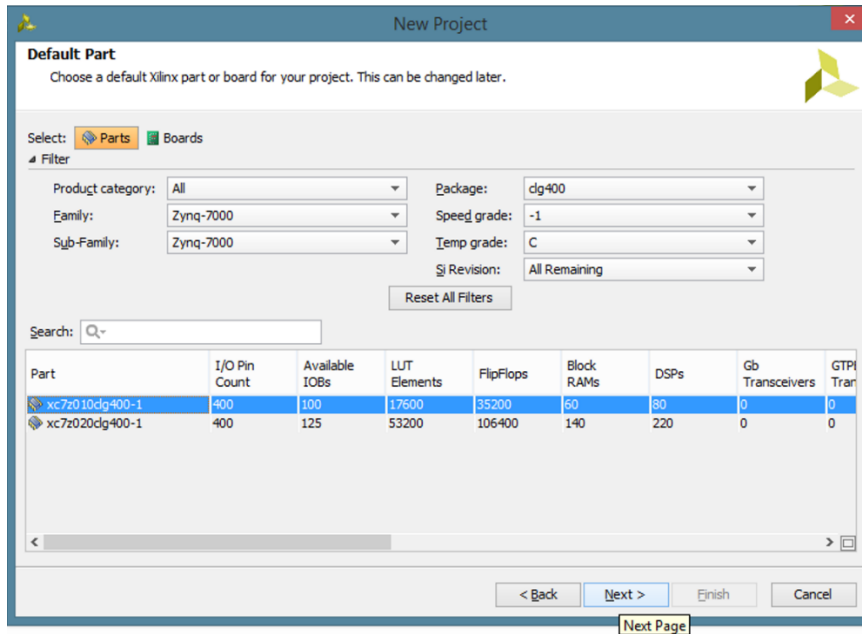 New Project
Default Part
Choose a default Xilinx part or board for your project. This can be changed later.
Select: Parts Boards
Filter
Product category: All Package: clg400
Family: Zynq-7000 Speed grade: -1
Sub-Family: Zynq-7000 Temp grade: C
Si Revision: All Remaining
Reset All Filters
Search:
Part I/O Pin Count Available IOBs LUT Elements FlipFlops Block RAMs DSPs Gb Transceivers GTPI Tran
xc7z010clg400-1 400 100 17600 35200 60 80 0 0
xc7z020clg400-1 400 125 53200 106400 140 220 0 0
< Back Next > Finish Cancel
Next Page